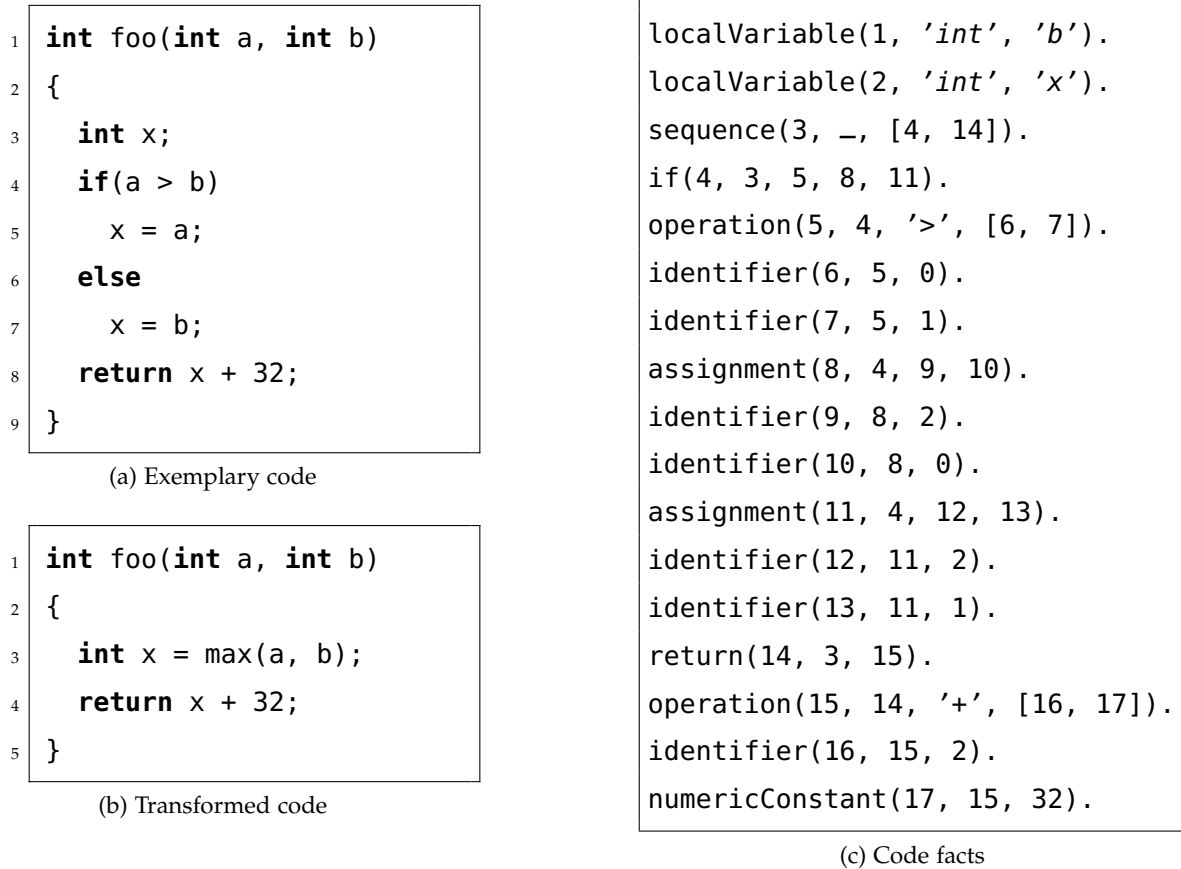 1 int foo(int a, int b)
2 {
3 int x;
4 if(a > b)
5 x = a;
6 else
7 x = b;
8 return x + 32;
9 }
(a) Exemplary code
1 int foo(int a, int b)
2 {
3 int x = max(a, b);
4 return x + 32;
5 }
(b) Transformed code
localVariable(1, ’int’, ’b’).
localVariable(2, ’int’, ’x’).
sequence(3, _, [4, 14]).
if(4, 3, 5, 8, 11).
operation(5, 4, ’>’, [6, 7]).
identifier(6, 5, 0).
identifier(7, 5, 1).
assignment(8, 4, 9, 10).
identifier(9, 8, 2).
identifier(10, 8, 0).
assignment(11, 4, 12, 13).
identifier(12, 11, 2).
identifier(13, 11, 1).
return(14, 3, 15).
operation(15, 14, ’+’, [16, 17]).
identifier(16, 15, 2).
numericConstant(17, 15, 32).
(c) Code facts